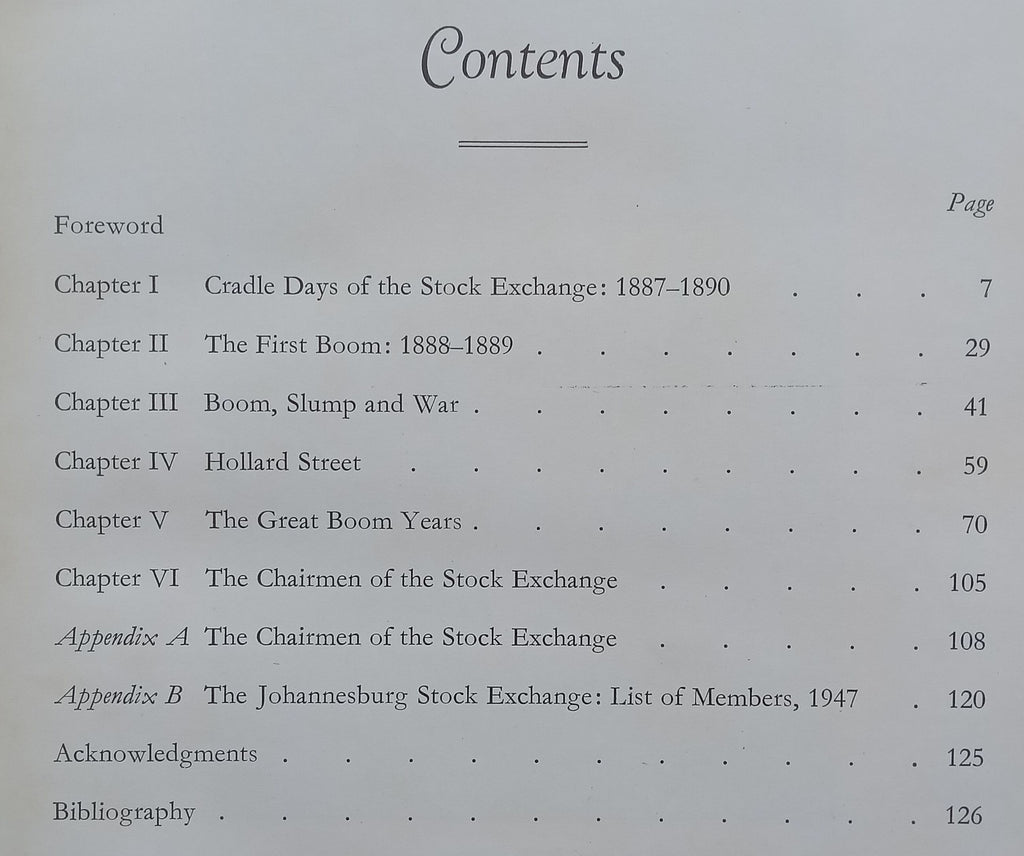 Contents
Page
Foreword
Chapter I Cradle Days of the Stock Exchange: 1887–1890 . . . 7
Chapter II The First Boom: 1888–1889 . . . . . . . 29
Chapter III Boom, Slump and War . . . . . . . . 41
Chapter IV Hollard Street . . . . . . . . . 59
Chapter V The Great Boom Years . . . . . . . . 70
Chapter VI The Chairmen of the Stock Exchange . . . . . 105
Appendix A The Chairmen of the Stock Exchange . . . . . 108
Appendix B The Johannesburg Stock Exchange: List of Members, 1947 . 120
Acknowledgments . . . . . . . . . . . 125
Bibliography . . . . . . . . . . . . 126